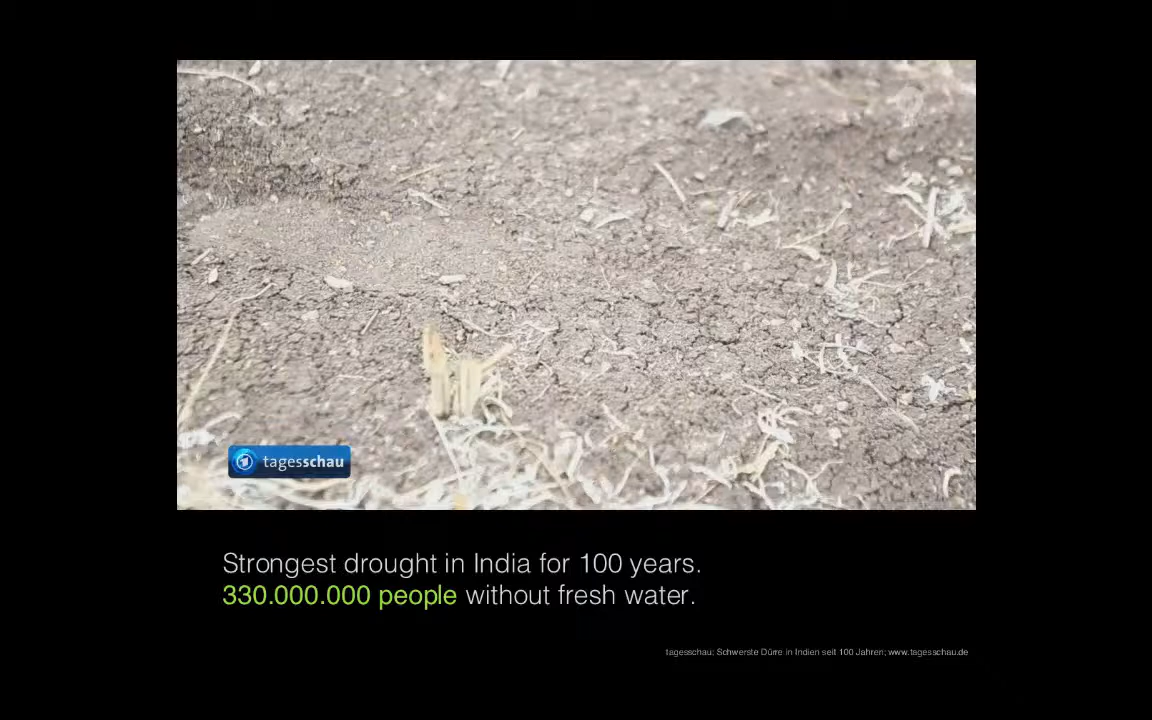 tagesschau
Strongest drought in India for 100 years.
330.000.000 people without fresh water.
tagesschau: Schwerste Dürre in Indien seit 100 Jahren; www.tagesschau.de